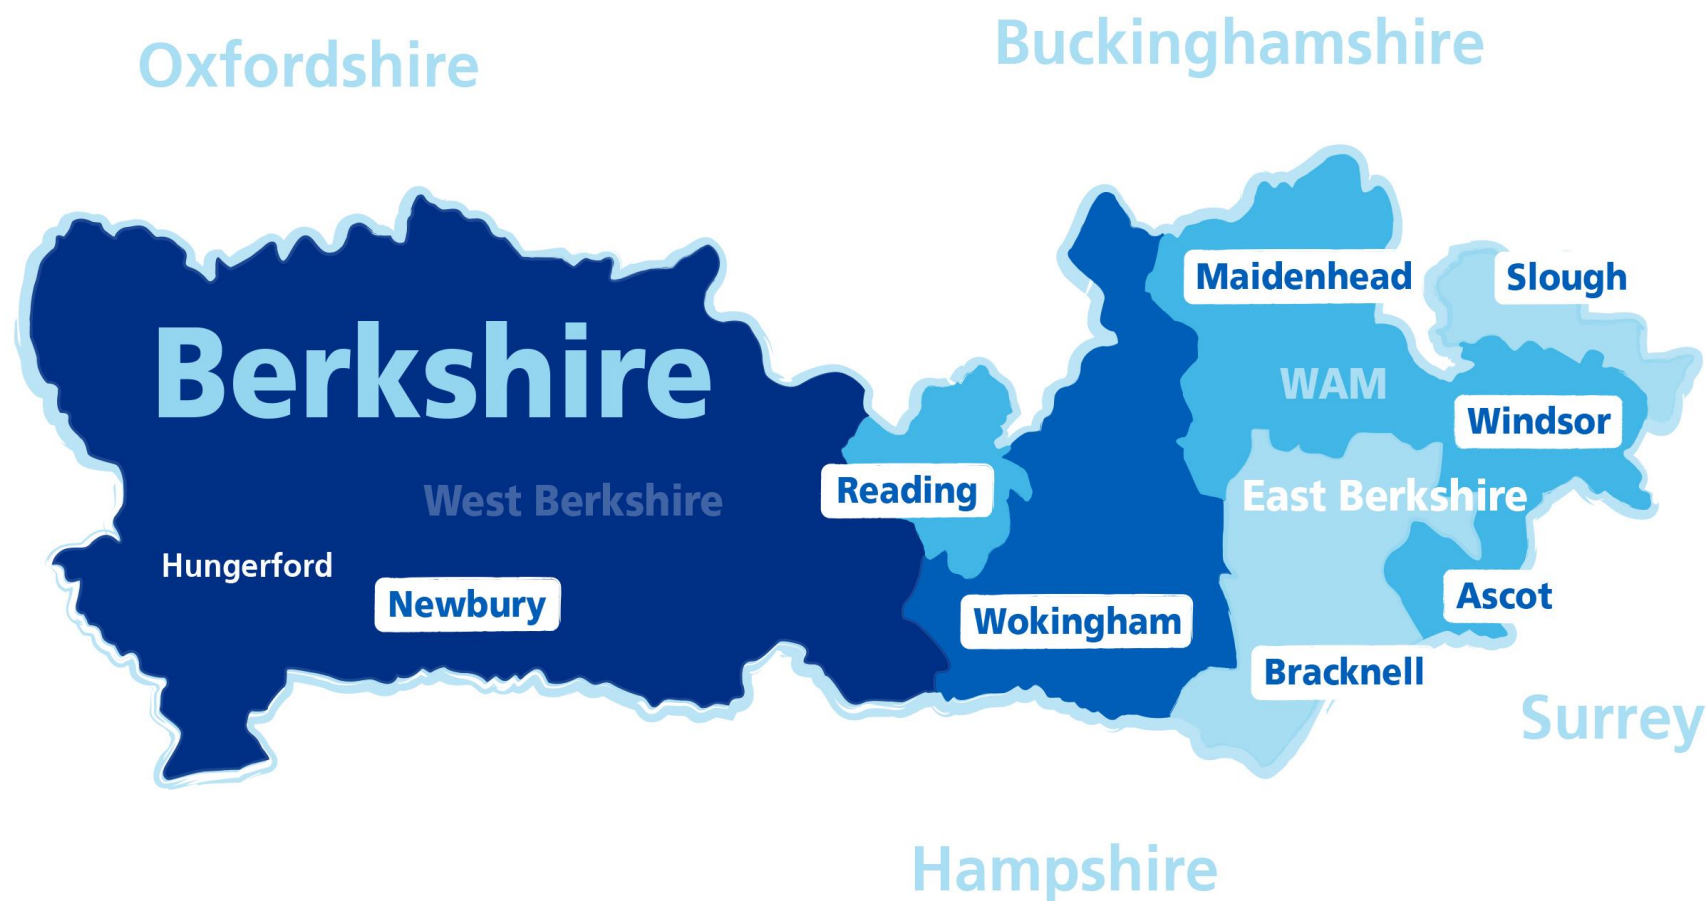 Oxfordshire
Buckinghamshire
Maidenhead
Slough
Berkshire
WAM
Windsor
West Berkshire
Reading
East Berkshire
Hungerford
Newbury
Ascot
Wokingham
Bracknell
Surrey
Hampshire